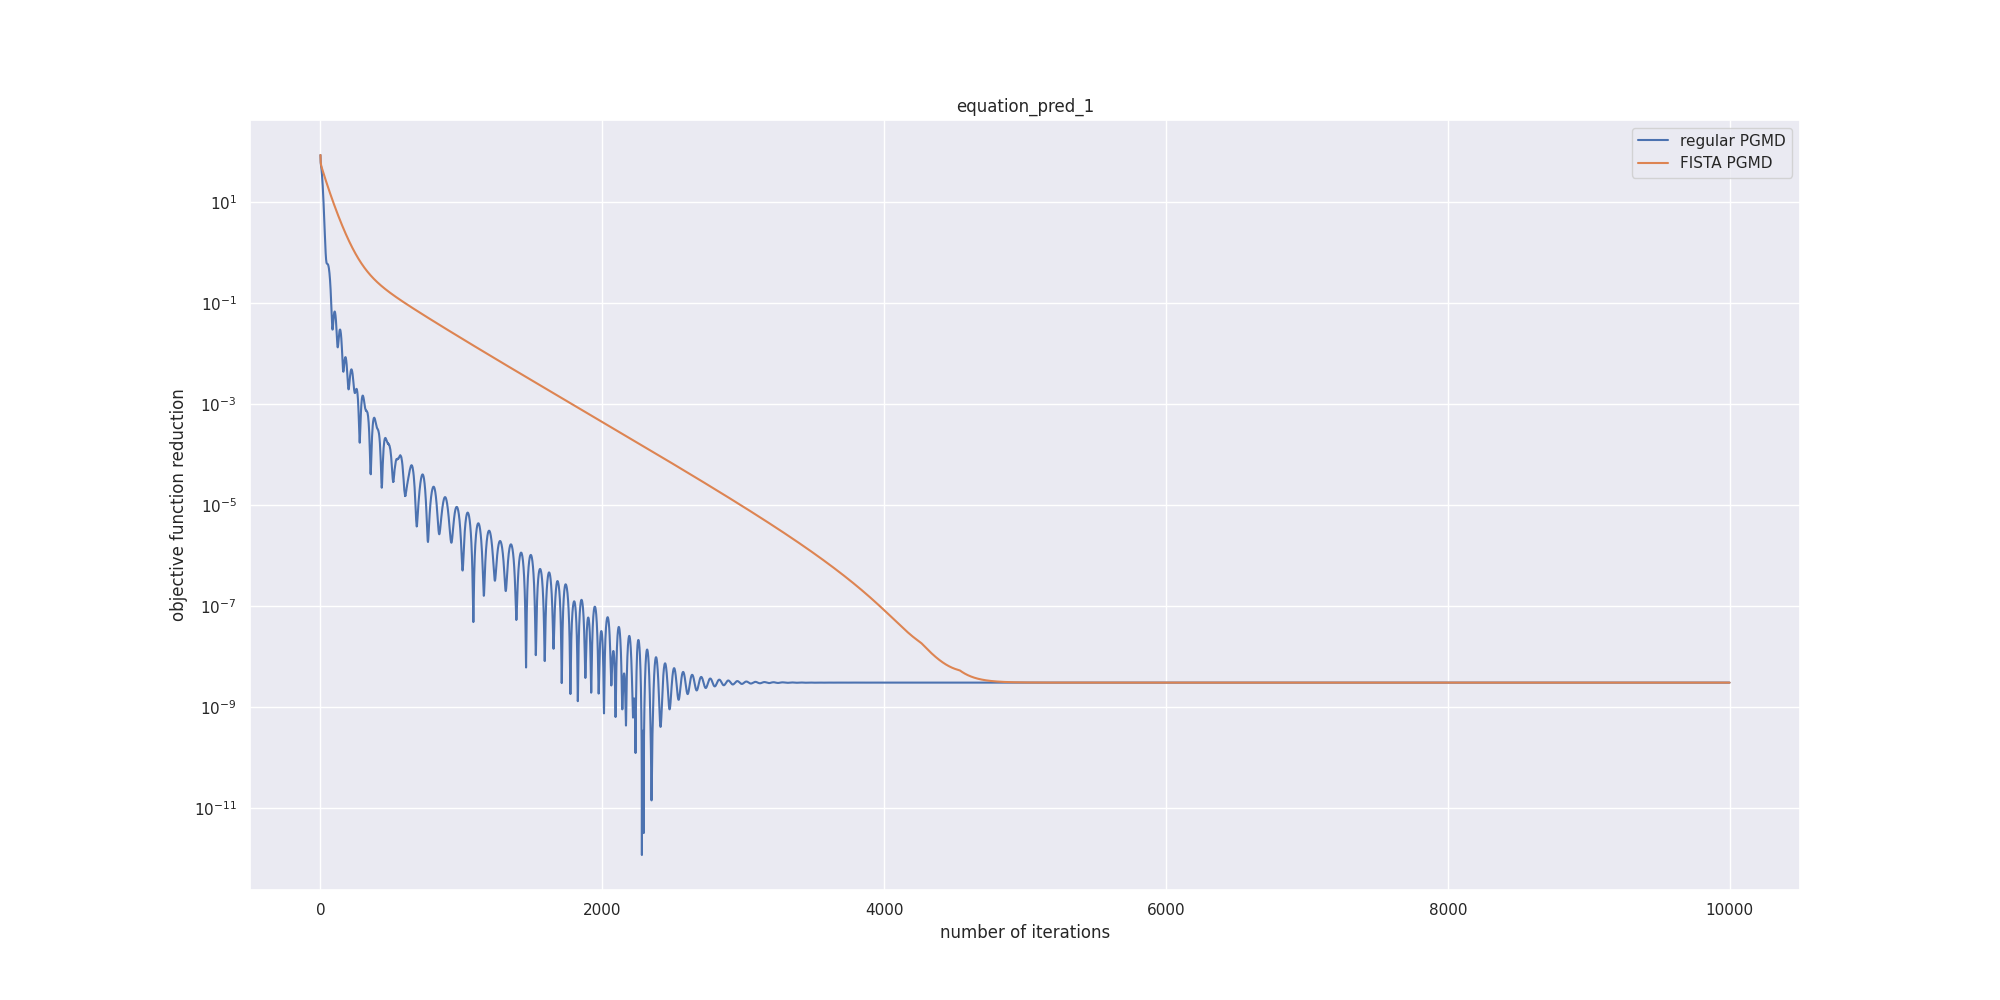 equation_pred_1
regular PGMD
FISTA PGMD
objective function reduction
10^1
10^-1
10^-3
10^-5
10^-7
10^-9
10^-11
0
2000
4000
6000
8000
10000
number of iterations